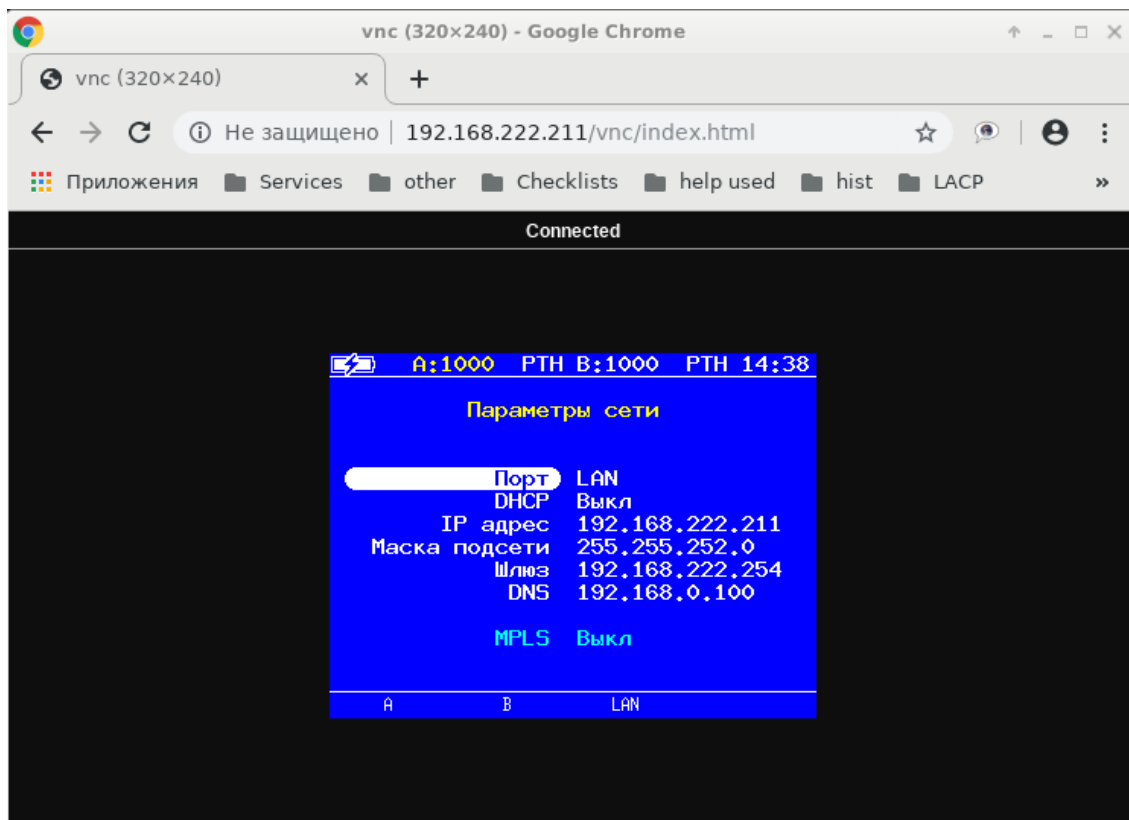 vnc (320×240) - Google Chrome
vnc (320×240)
Не защищено | 192.168.222.211/vnc/index.html
Приложения Services other Checklists help used hist LACP »
Connected
A:1000 РТН B:1000 РТН 14:38
Параметры сети
Порт LAN
DHCP Выкл
IP адрес 192.168.222.211
Маска подсети 255.255.252.0
Шлюз 192.168.222.254
DNS 192.168.0.100
MPLS Выкл
A B LAN